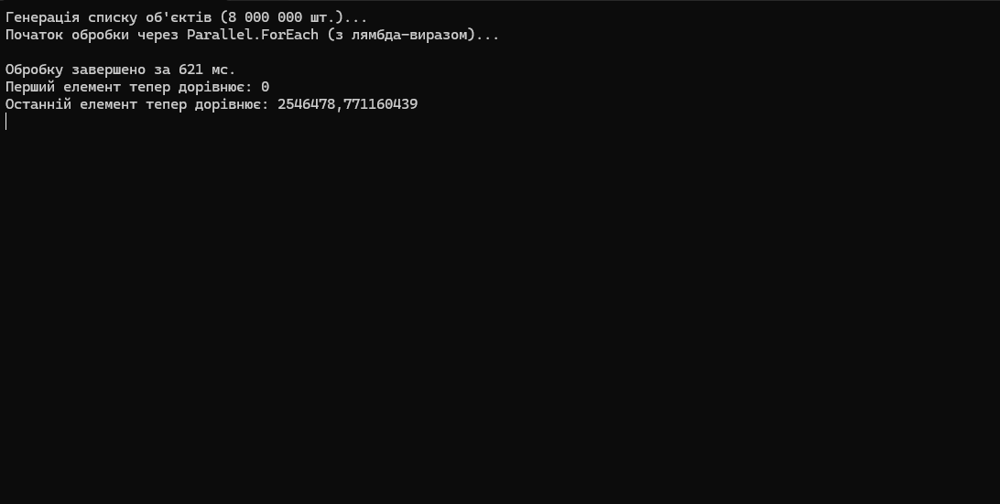 Генерація списку об'єктів (8 000 000 шт.)...
Початок обробки через Parallel.ForEach (з лямбда-виразом)...
Обробку завершено за 621 мс.
Перший елемент тепер дорівнює: 0
Останній елемент тепер дорівнює: 2546478,771160439